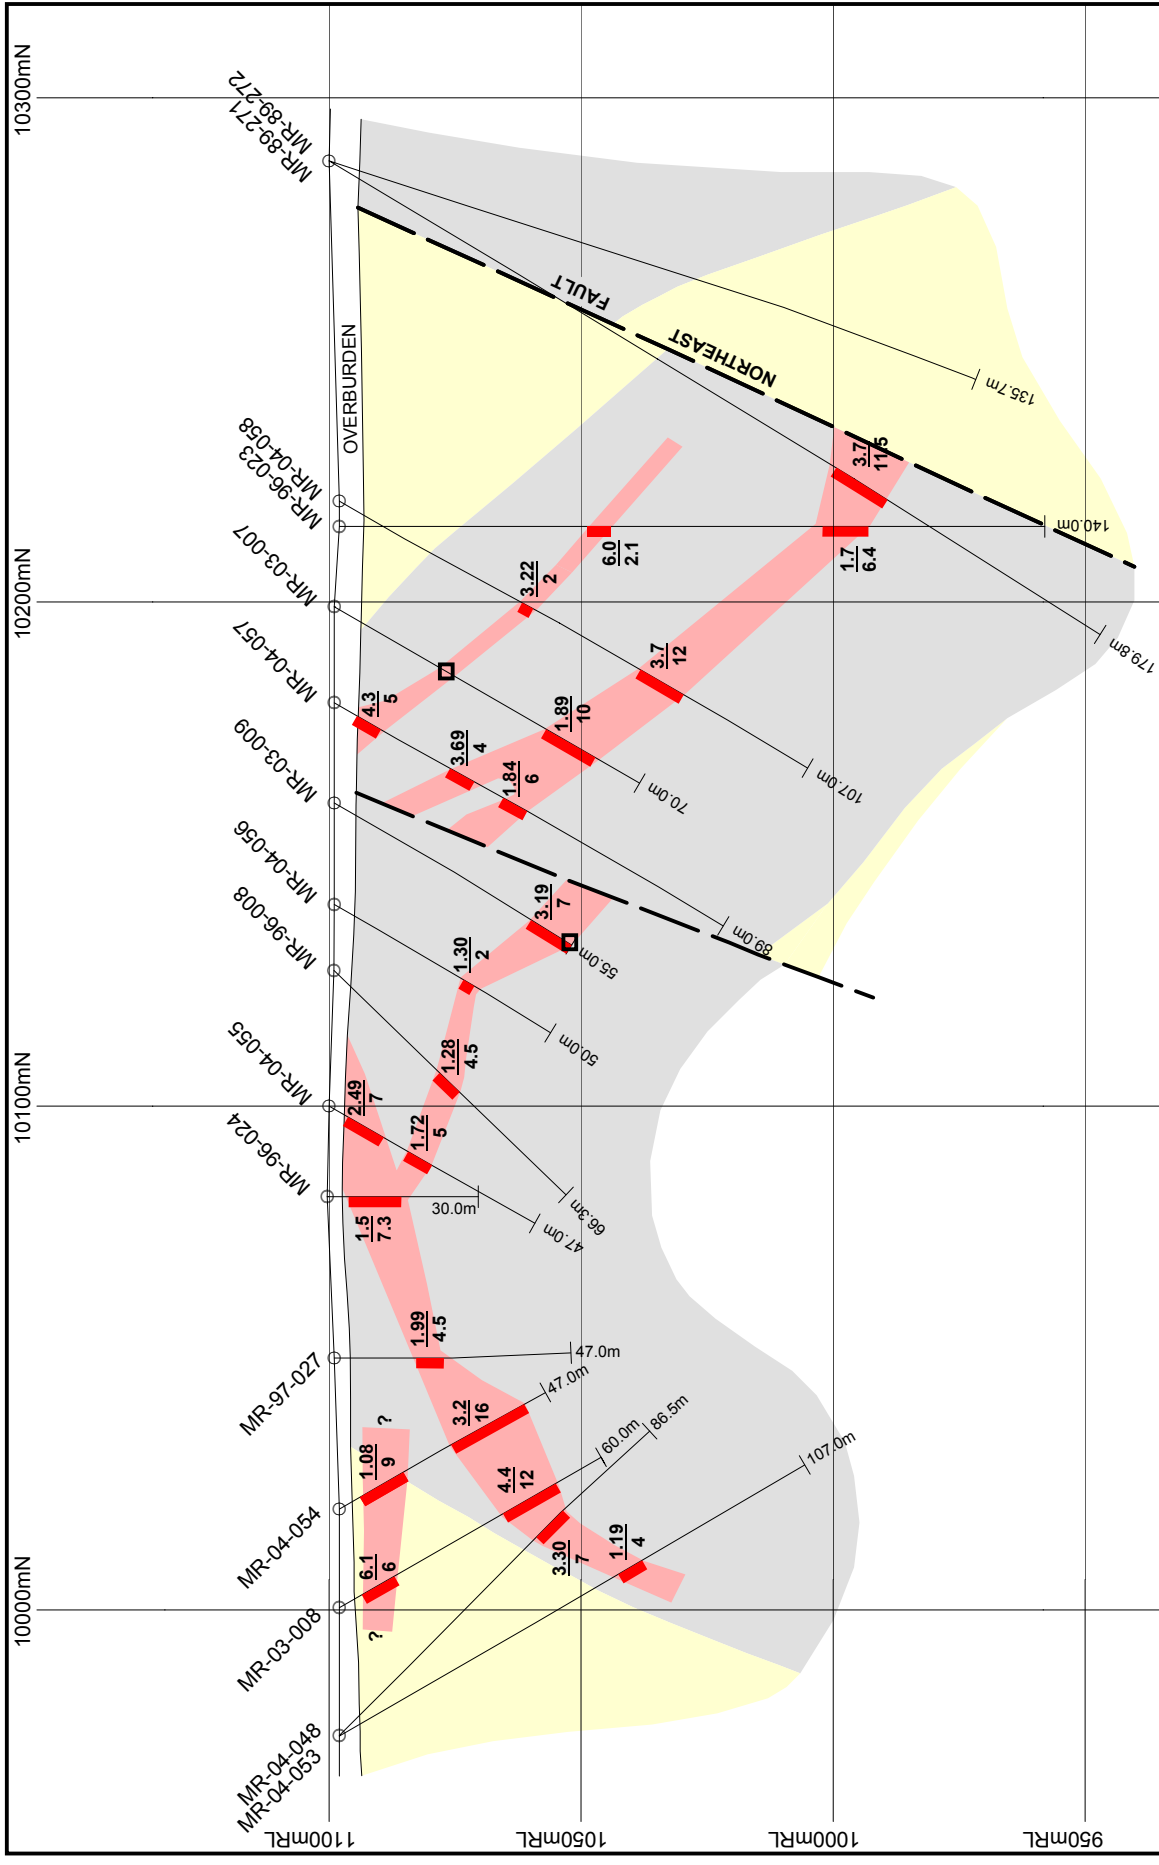 10300mN
10200mN
10100mN
10000mN
1100mRL
1050mRL
1000mRL
950mRL
MR-89-272
MR-89-271
MR-04-058
MR-96-023
MR-03-007
MR-04-057
MR-03-009
MR-04-056
MR-96-008
MR-04-055
MR-96-024
MR-97-027
MR-04-054
MR-03-008
MR-04-048
MR-04-053
OVERBURDEN
NORTHEAST
FAULT
135.7m
179.8m
140.0m
107.0m
70.0m
89.0m
55.0m
50.0m
66.3m
47.0m
30.0m
47.0m
47.0m
60.0m
86.5m
107.0m
3.7
11.5
6.0
2.1
1.7
6.4
3.22
2
3.7
12
4.3
5
1.89
10
3.69
4
1.84
6
3.19
7
1.30
2
1.28
4.5
2.49
7
1.72
5
1.5
7.3
1.99
4.5
3.2
16
1.08
9
?
4.4
12
3.30
7
1.19
4
6.1
6
?